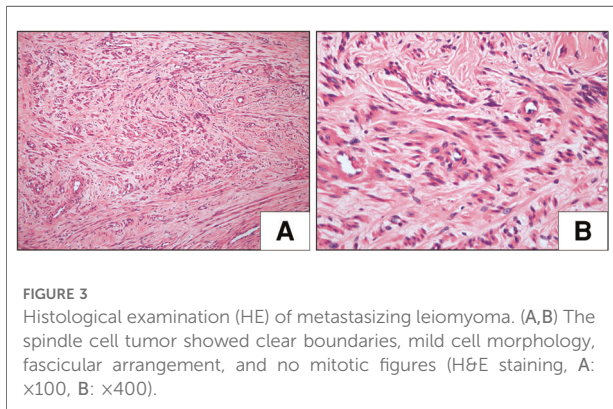 A
B
FIGURE 3
Histological examination (HE) of metastasizing leiomyoma. (A,B) The
spindle cell tumor showed clear boundaries, mild cell morphology,
fascicular arrangement, and no mitotic figures (H&E staining, A:
×100, B: ×400).